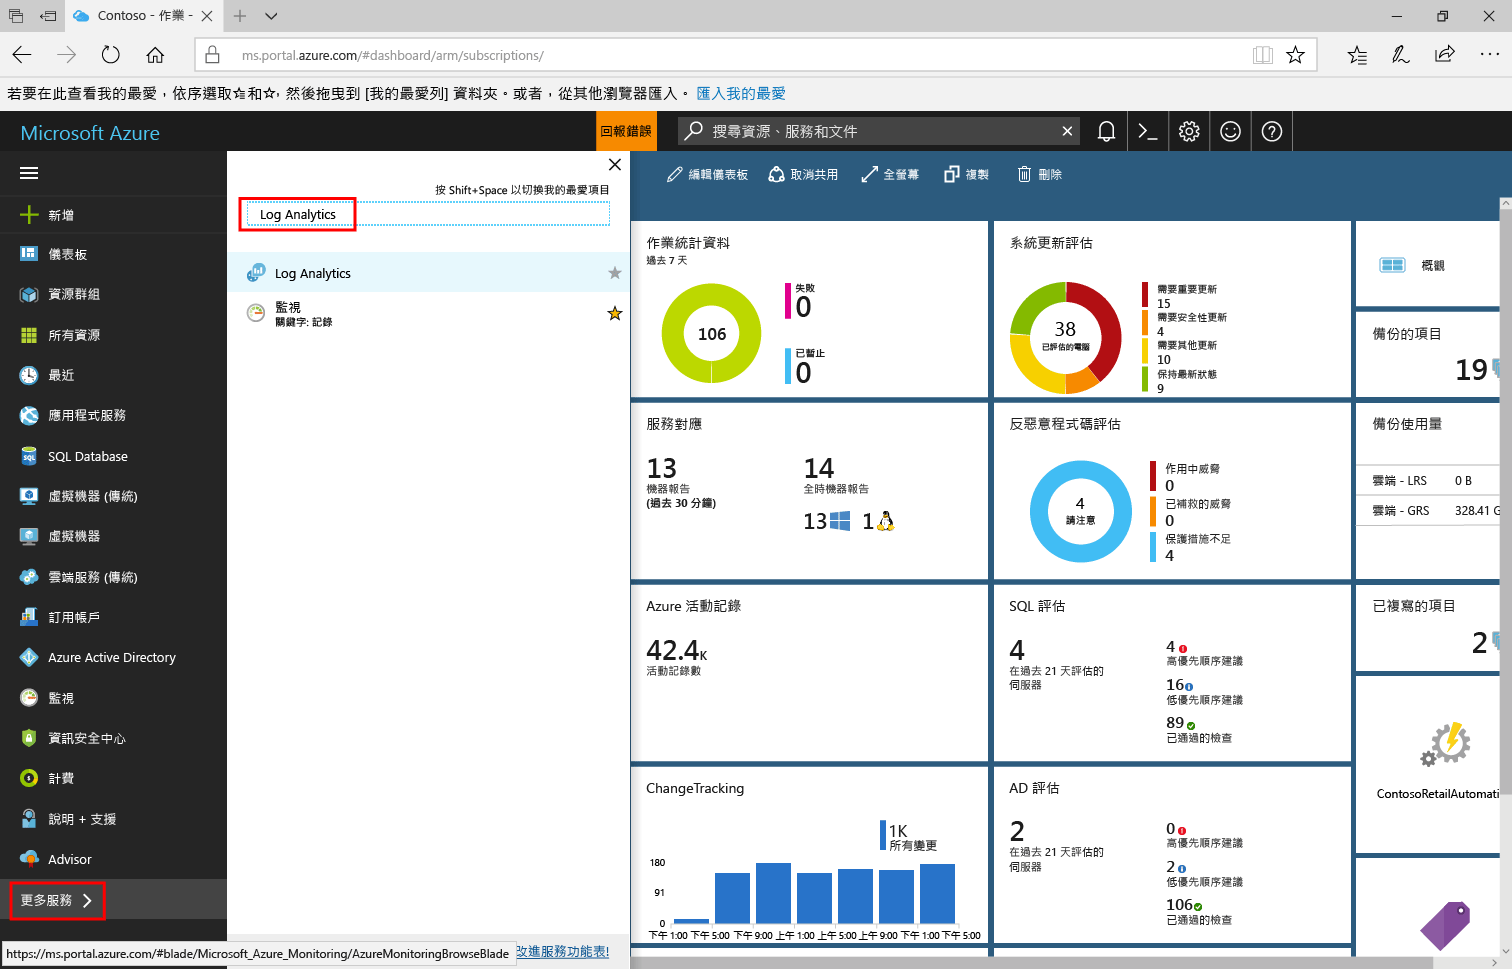 Contoso - 作業 -
ms.portal.azure.com/#dashboard/arm/subscriptions/
若要在此查看我的最愛，依序選取☆和☆，然後拖曳到 [我的最愛列] 資料夾。或者，從其他瀏覽器匯入。 匯入我的最愛
Microsoft Azure
回報錯誤
搜尋資源、服務和文件
新增
儀表板
資源群組
所有資源
最近
應用程式服務
SQL Database
虛擬機器 (傳統)
虛擬機器
雲端服務 (傳統)
訂用帳戶
Azure Active Directory
監視
資訊安全中心
計費
說明 + 支援
Advisor
更多服務
https://ms.portal.azure.com/#blade/Microsoft_Azure_Monitoring/AzureMonitoringBrowseBlade
按 Shift+Space 以切換我的最愛項目
Log Analytics
Log Analytics
監視
關鍵字: 記錄
改進服務功能表!
編輯儀表板
取消共用
全螢幕
複製
刪除
作業統計資料
過去 7 天
106
失敗
0
已暫止
0
系統更新評估
38
已評估的電腦
需要重要更新
15
需要安全性更新
4
需要其他更新
10
保持最新狀態
9
概觀
備份的項目
19
服務對應
13
機器報告
(過去 30 分鐘)
14
全時機器報告
13
1
反惡意程式碼評估
4
請注意
作用中威脅
0
已補救的威脅
0
保護措施不足
4
備份使用量
雲端 - LRS 0 B
雲端 - GRS 328.41 G
Azure 活動記錄
42.4K
活動記錄數
SQL 評估
4
在過去 21 天評估的
伺服器
4
高優先順序建議
16
低優先順序建議
89
已通過的檢查
已複寫的項目
2
ChangeTracking
1K
所有變更
180
91
0
下午 1:00 下午 5:00 下午 9:00 上午 1:00 上午 5:00 上午 9:00 下午 1:00 下午 5:00
AD 評估
2
在過去 21 天評估的
伺服器
0
高優先順序建議
2
低優先順序建議
106
已通過的檢查
ContosoRetailAutomati